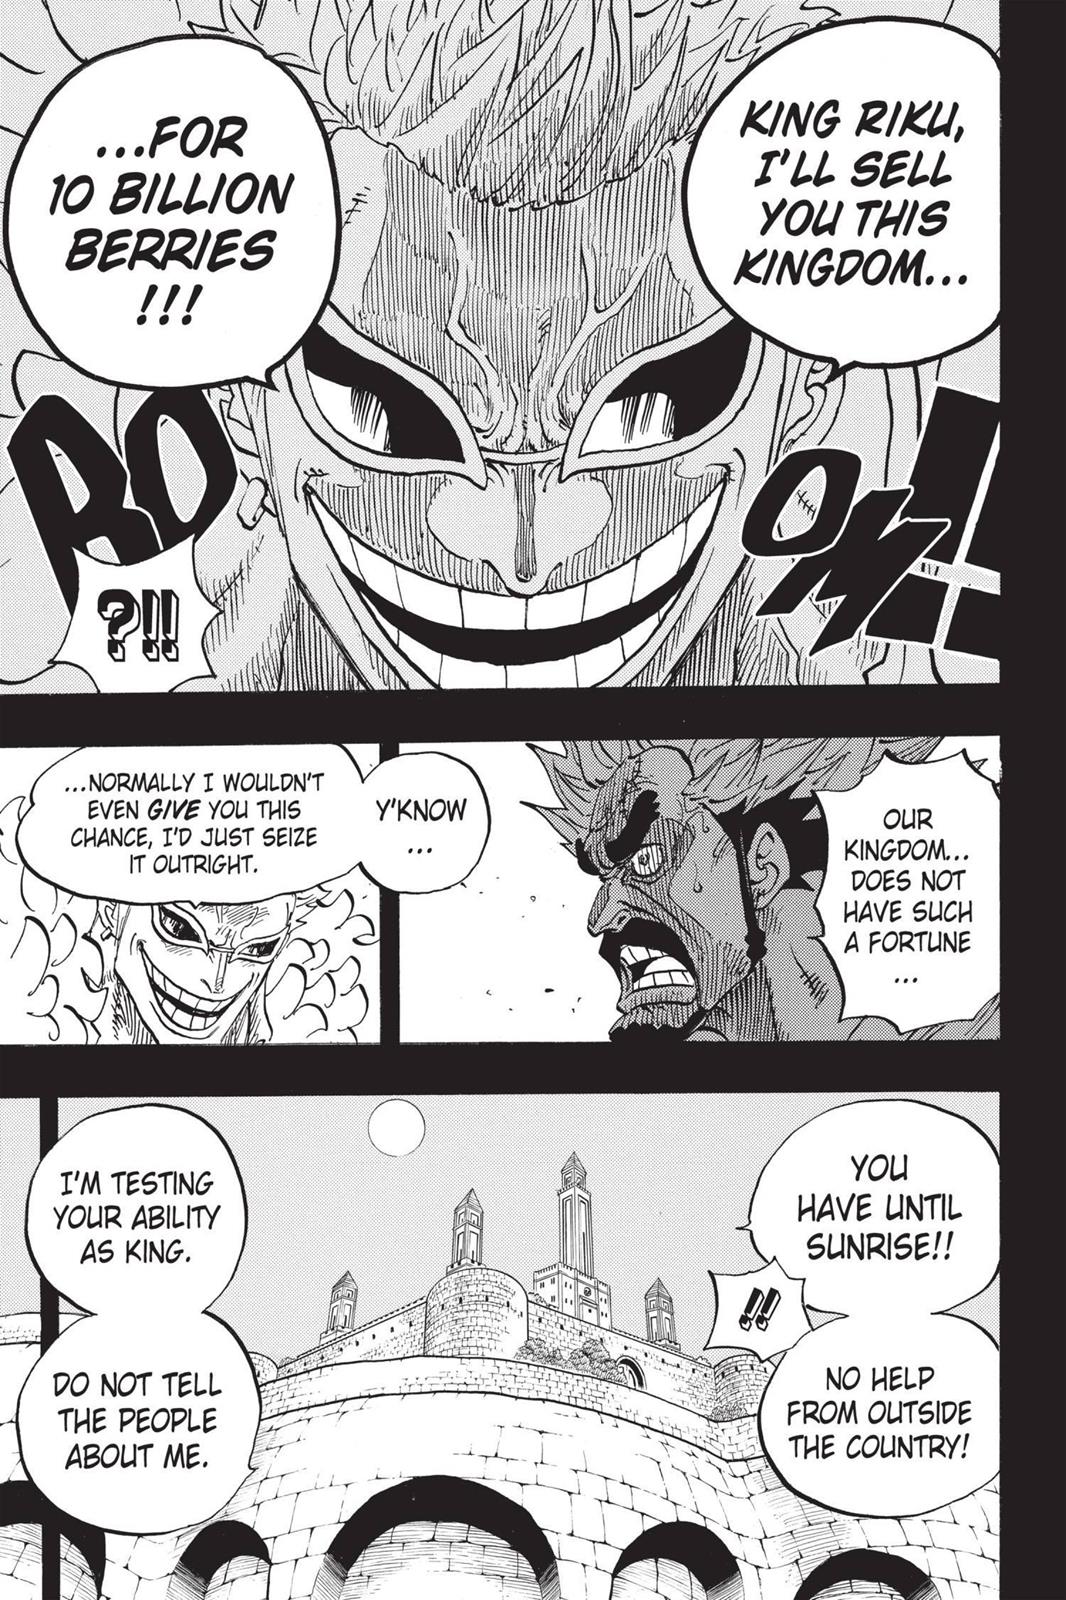 KING RIKU,
I'LL SELL
YOU THIS
KINGDOM...
...FOR
10 BILLION
BERRIES
!!!
?!!
OUR
KINGDOM...
DOES NOT
HAVE SUCH
A FORTUNE
...
Y'KNOW
...
...NORMALLY I WOULDN'T
EVEN GIVE YOU THIS
CHANCE, I'D JUST SEIZE
IT OUTRIGHT.
YOU
HAVE UNTIL
SUNRISE!!
!!
NO HELP
FROM OUTSIDE
THE COUNTRY!
I'M TESTING
YOUR ABILITY
AS KING.
DO NOT TELL
THE PEOPLE
ABOUT ME.